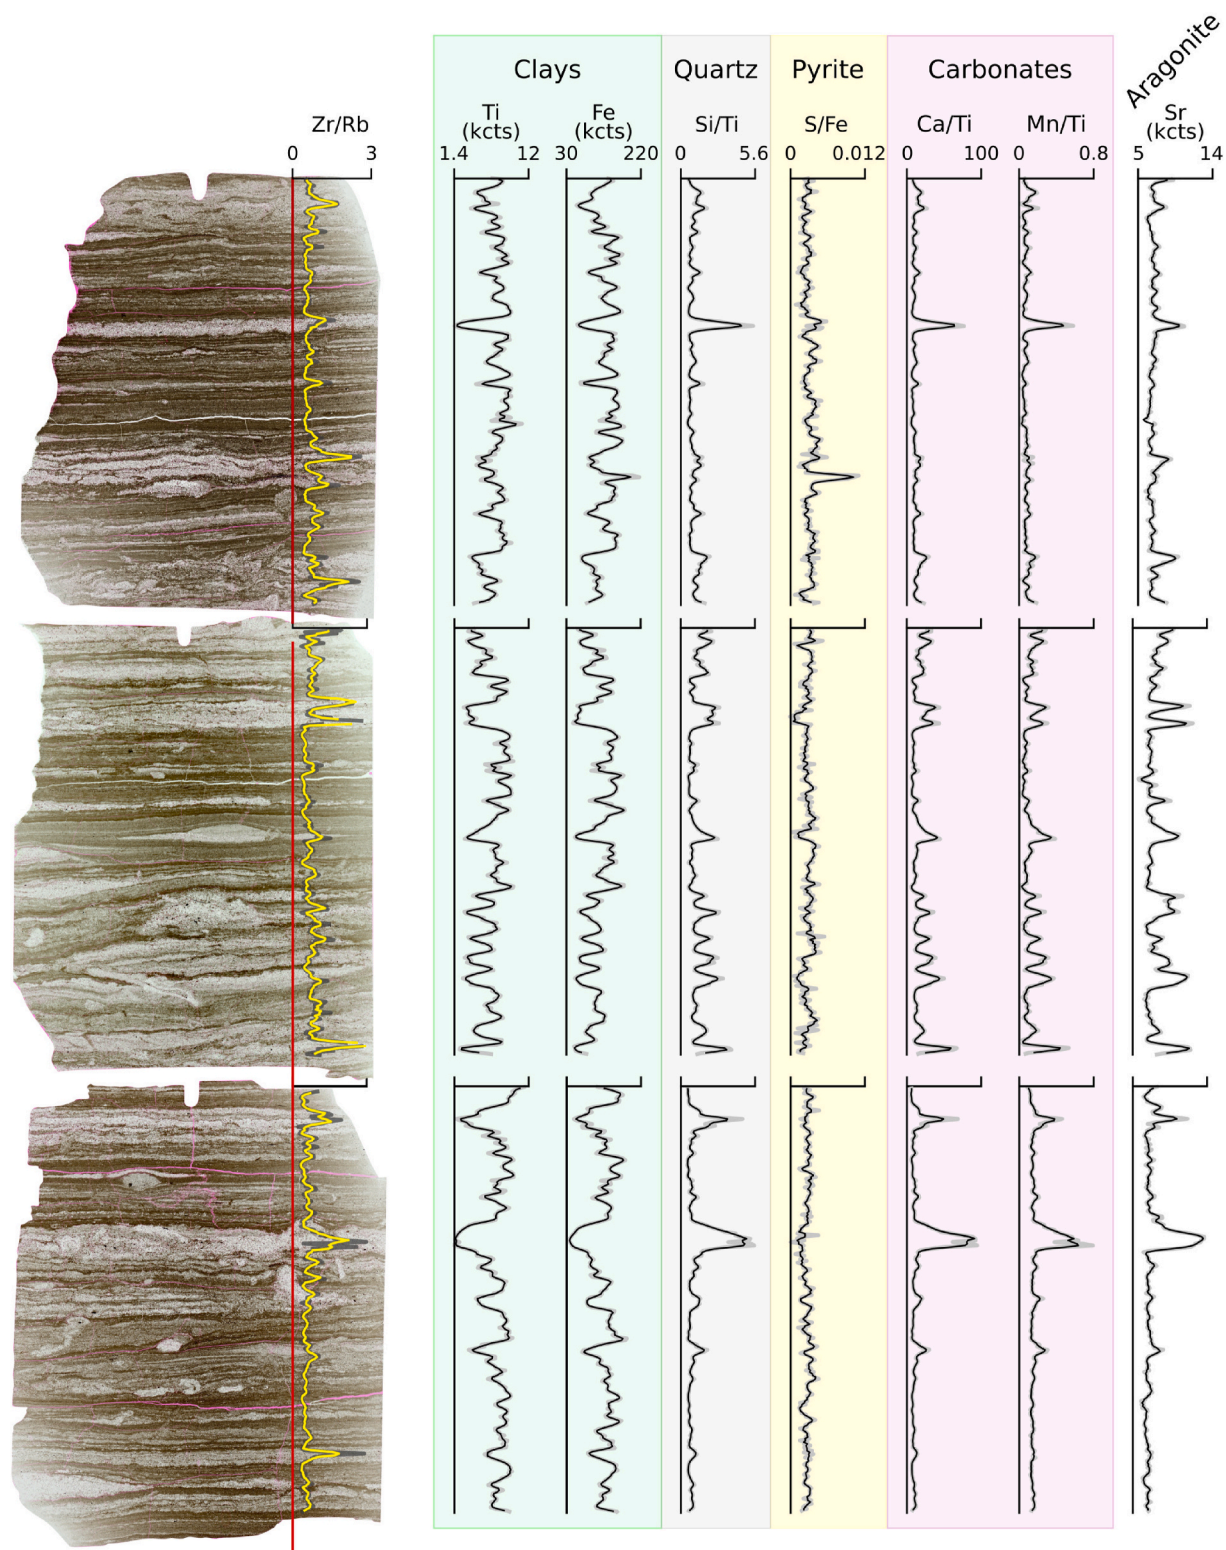 Clays Quartz Pyrite Carbonates Aragonite
Zr/Rb Ti (kcts) Fe (kcts) Si/Ti S/Fe Ca/Ti Mn/Ti Sr (kcts)
0 3 1.4 12 30 220 0 5.6 0 0.012 0 100 0 0.8 5 14